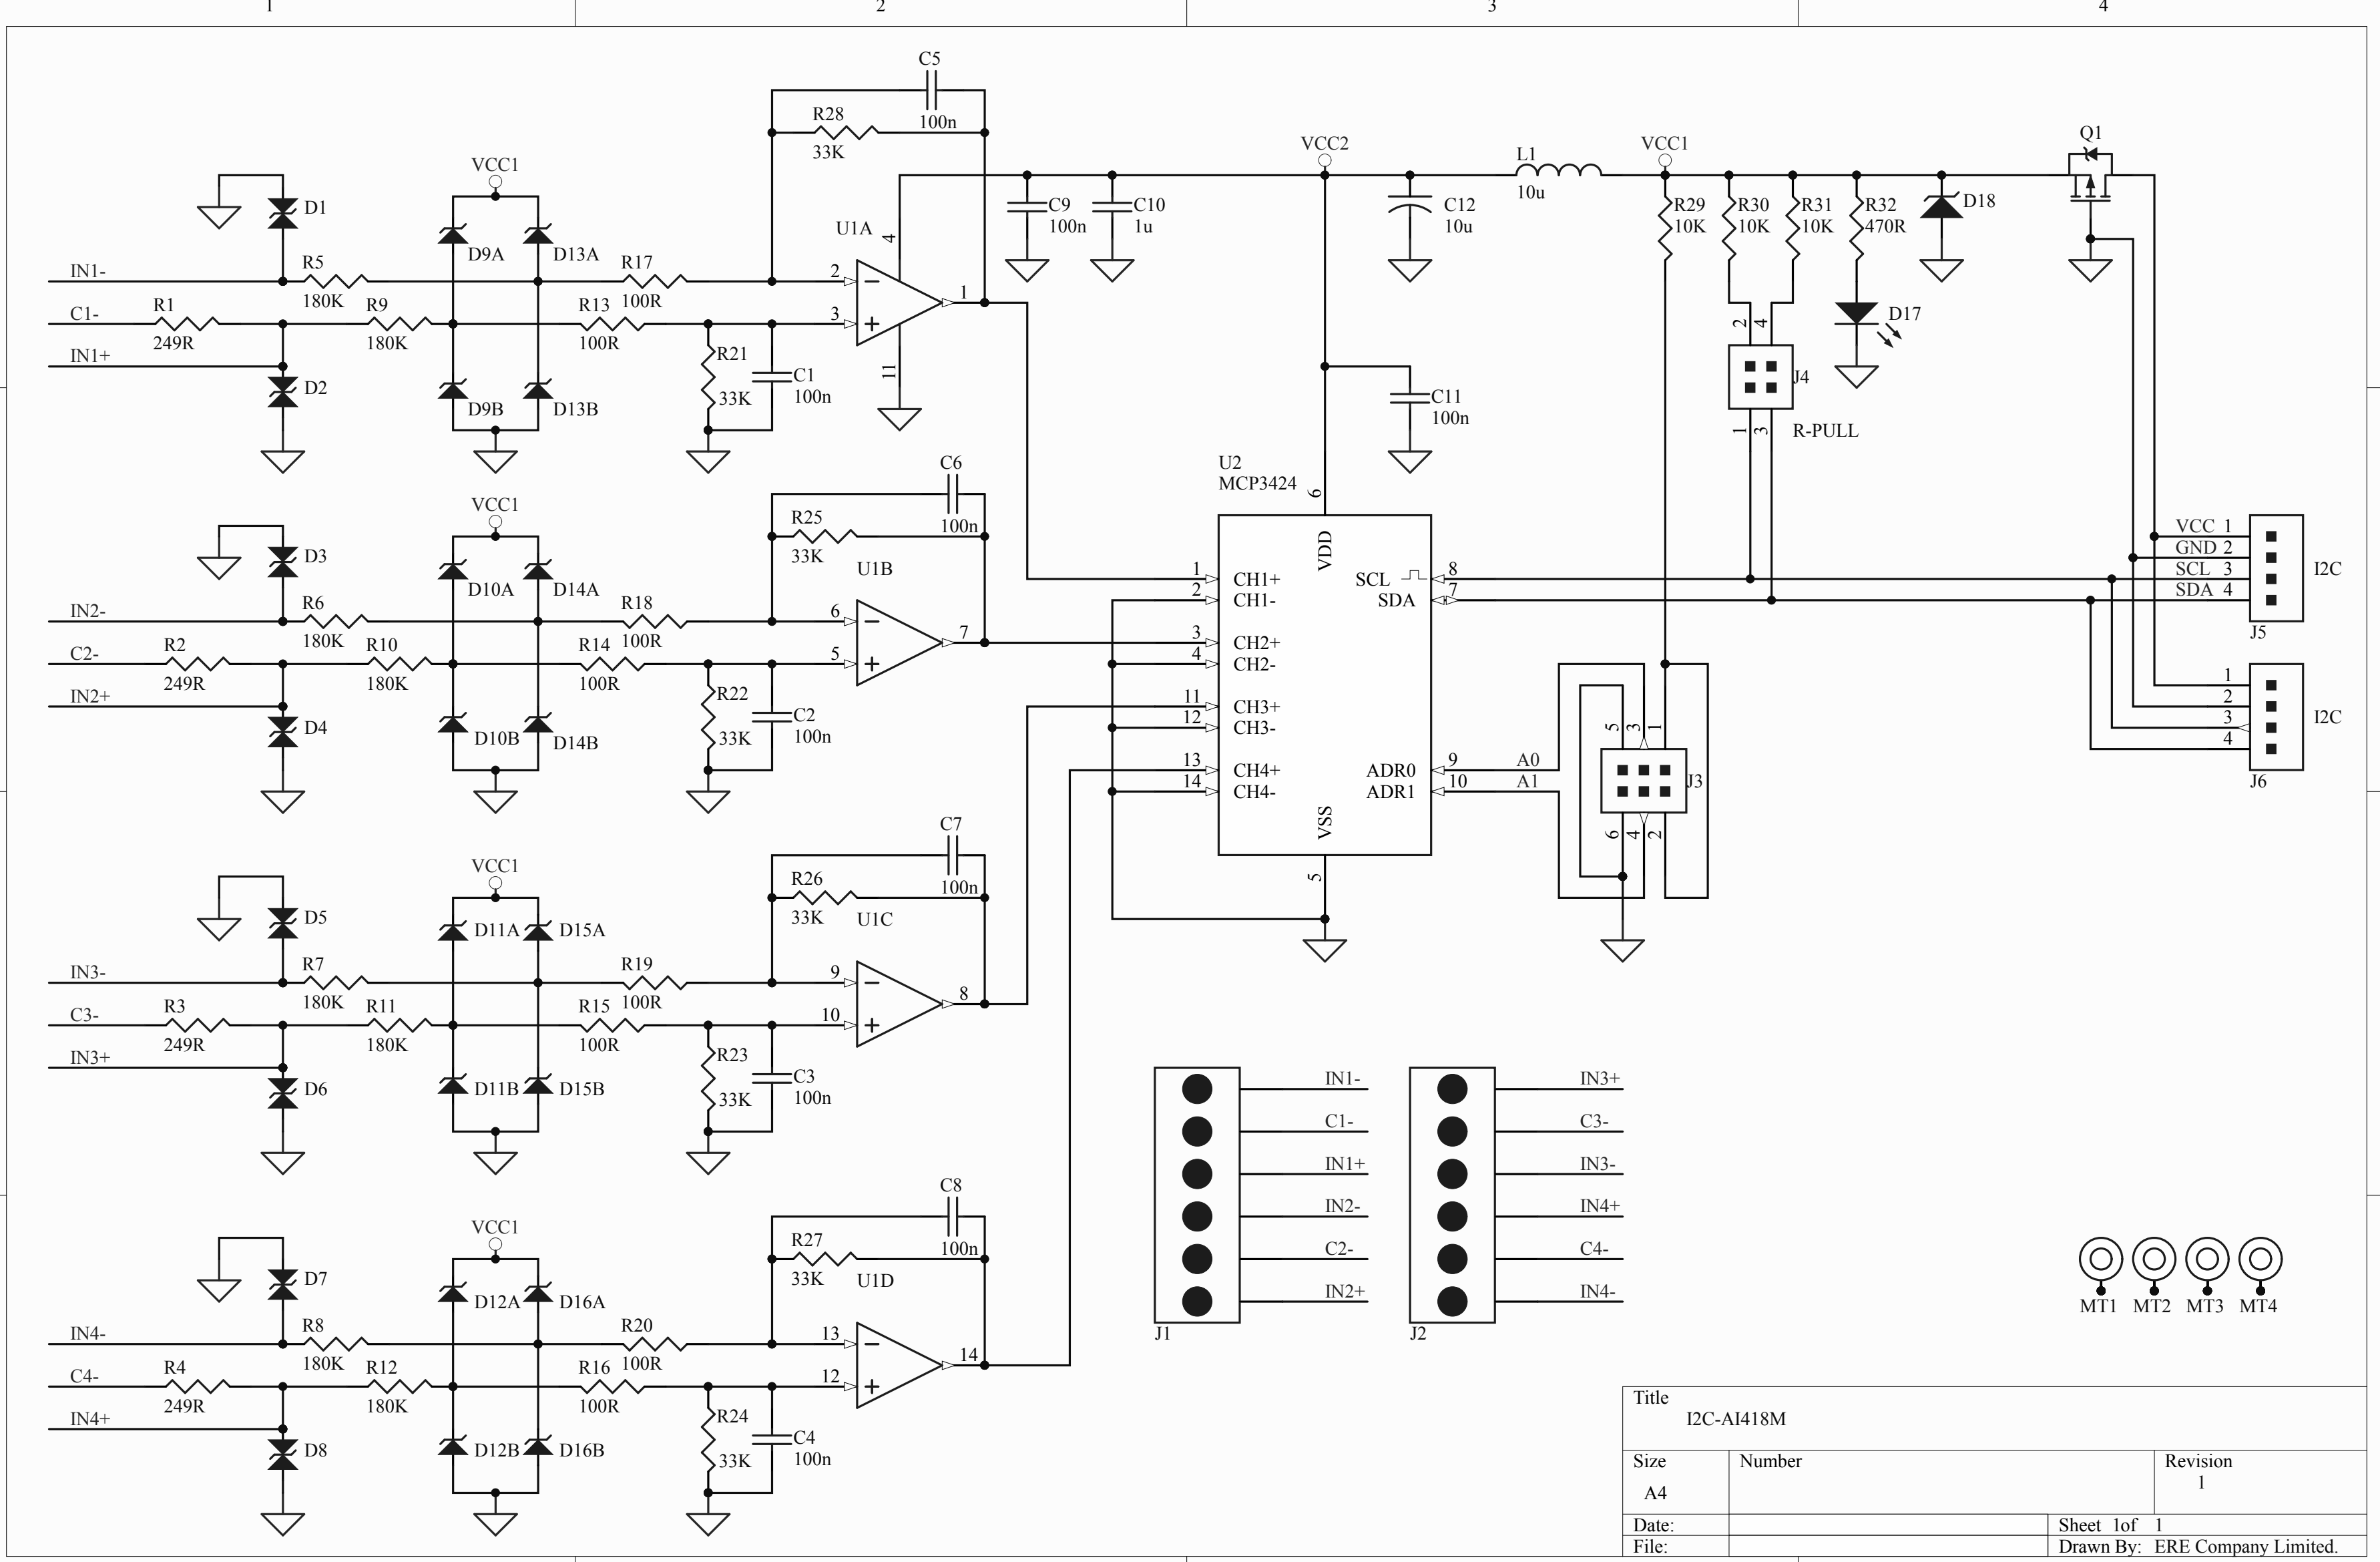 1 2 3 4
C5
100n
R28
33K
VCC1
D1
D9A D13A
IN1-
R5
180K
R17
100R
C1-
R1
249R
R9
180K
R13
100R
IN1+
D2
D9B D13B
R21
33K
C1
100n
U1A
4
2
3
1
11
C9
100n
C10
1u
VCC2
C12
10u
L1
10u
VCC1
R29
10K
R30
10K
R31
10K
R32
470R
D18
Q1
D17
2 4
J4
1 3
R-PULL
C11
100n
C6
100n
R25
33K
VCC1
D3
D10A D14A
IN2-
R6
180K
R18
100R
C2-
R2
249R
R10
180K
R14
100R
IN2+
D4
D10B D14B
R22
33K
C2
100n
U1B
6
5
7
U2
MCP3424
6
VDD
1 CH1+
2 CH1-
3 CH2+
4 CH2-
11 CH3+
12 CH3-
13 CH4+
14 CH4-
SCL 8
SDA 7
ADR0 9 A0
ADR1 10 A1
VSS
5
5 3 1
J3
6 4 2
VCC 1
GND 2
SCL 3
SDA 4
I2C
J5
1
2
3
4
I2C
J6
C7
100n
R26
33K
VCC1
D5
D11A D15A
IN3-
R7
180K
R19
100R
C3-
R3
249R
R11
180K
R15
100R
IN3+
D6
D11B D15B
R23
33K
C3
100n
U1C
9
10
8
C8
100n
R27
33K
VCC1
D7
D12A D16A
IN4-
R8
180K
R20
100R
C4-
R4
249R
R12
180K
R16
100R
IN4+
D8
D12B D16B
R24
33K
C4
100n
U1D
13
12
14
IN1-
C1-
IN1+
IN2-
C2-
IN2+
J1
IN3+
C3-
IN3-
IN4+
C4-
IN4-
J2
MT1 MT2 MT3 MT4
Title
I2C-AI418M
Size
A4
Number
Revision
1
Date:
Sheet 1of 1
File:
Drawn By: ERE Company Limited.